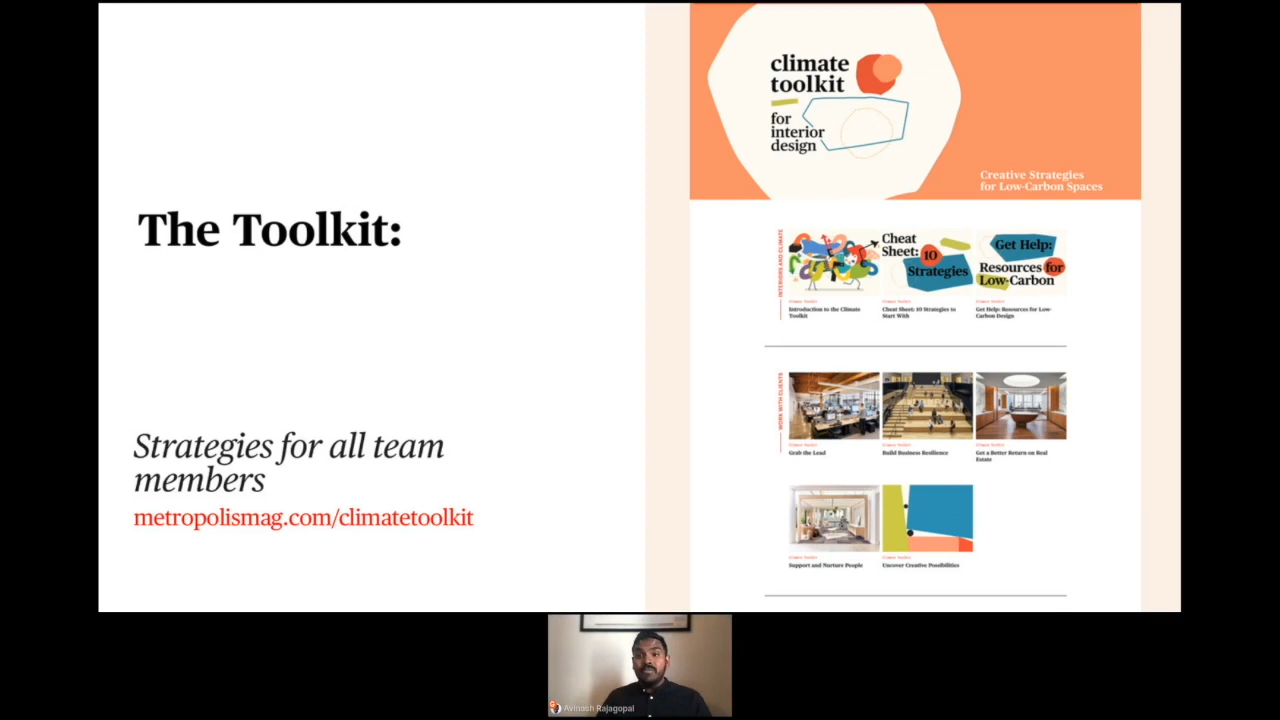 The Toolkit:
Strategies for all team
members
metropolismag.com/climatetoolkit
climate
toolkit
for
interior
design
Creative Strategies
for Low-Carbon Spaces
INTERIORS AND CLIMATE
Cheat
Sheet: 10
Strategies
Get Help:
Resources for
Low-Carbon
Climate Toolkit
Introduction to the Climate
Toolkit
Climate Toolkit
Cheat Sheet: 10 Strategies to
Start With
Climate Toolkit
Get Help: Resources for Low-
Carbon Design
WORK WITH CLIENTS
Climate Toolkit
Grab the Lead
Climate Toolkit
Build Business Resilience
Climate Toolkit
Get a Better Return on Real
Estate
Climate Toolkit
Support and Nurture People
Climate Toolkit
Uncover Creative Possibilities
Avinash Rajagopal